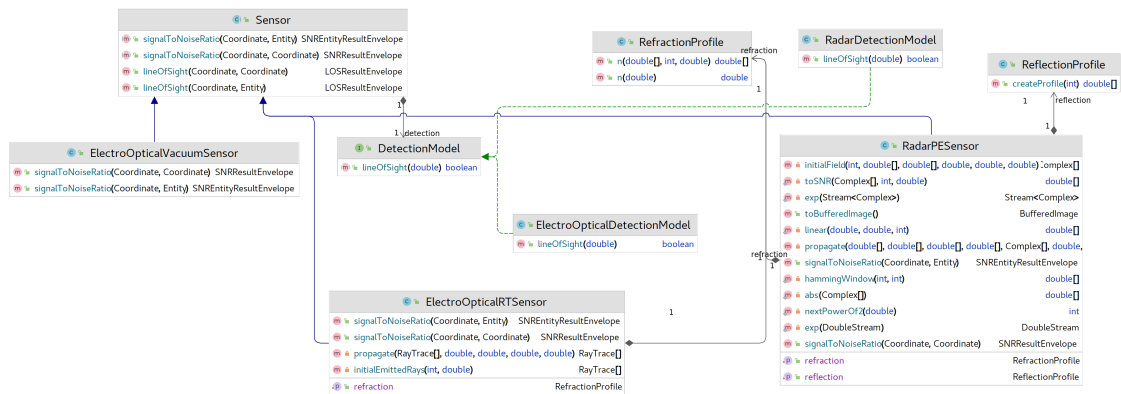 Sensor
signalToNoiseRatio(Coordinate, Entity) SNREntityResultEnvelope
signalToNoiseRatio(Coordinate, Coordinate) SNRResultEnvelope
lineOfSight(Coordinate, Coordinate) LOSResultEnvelope
lineOfSight(Coordinate, Entity) LOSResultEnvelope
RefractionProfile
n(double[], int, double) double[]
n(double) double
refraction
1
RadarDetectionModel
lineOfSight(double) boolean
ReflectionProfile
createProfile(int) double[]
1
reflection
1
1
1
detection
DetectionModel
lineOfSight(double) boolean
ElectroOpticalVacuumSensor
signalToNoiseRatio(Coordinate, Coordinate) SNRResultEnvelope
signalToNoiseRatio(Coordinate, Entity) SNREntityResultEnvelope
ElectroOpticalDetectionModel
lineOfSight(double) boolean
RadarPESensor
initialField(int, double[], double[], double, double, double) Complex[]
toSNR(Complex[], int, double) double[]
exp(Stream<Complex>) Stream<Complex>
toBufferedImage() BufferedImage
linear(double, double, int) double[]
propagate(double[], double[], double[], double[], Complex[], double,
signalToNoiseRatio(Coordinate, Entity) SNREntityResultEnvelope
hammingWindow(int, int) double[]
abs(Complex[]) double[]
nextPowerOf2(double) int
exp(DoubleStream) DoubleStream
signalToNoiseRatio(Coordinate, Coordinate) SNRResultEnvelope
refraction RefractionProfile
reflection ReflectionProfile
refraction
1
1
1
ElectroOpticalRTSensor
signalToNoiseRatio(Coordinate, Entity) SNREntityResultEnvelope
signalToNoiseRatio(Coordinate, Coordinate) SNRResultEnvelope
propagate(RayTrace[], double, double, double, double) RayTrace[]
initialEmittedRays(int, double) RayTrace[]
refraction RefractionProfile